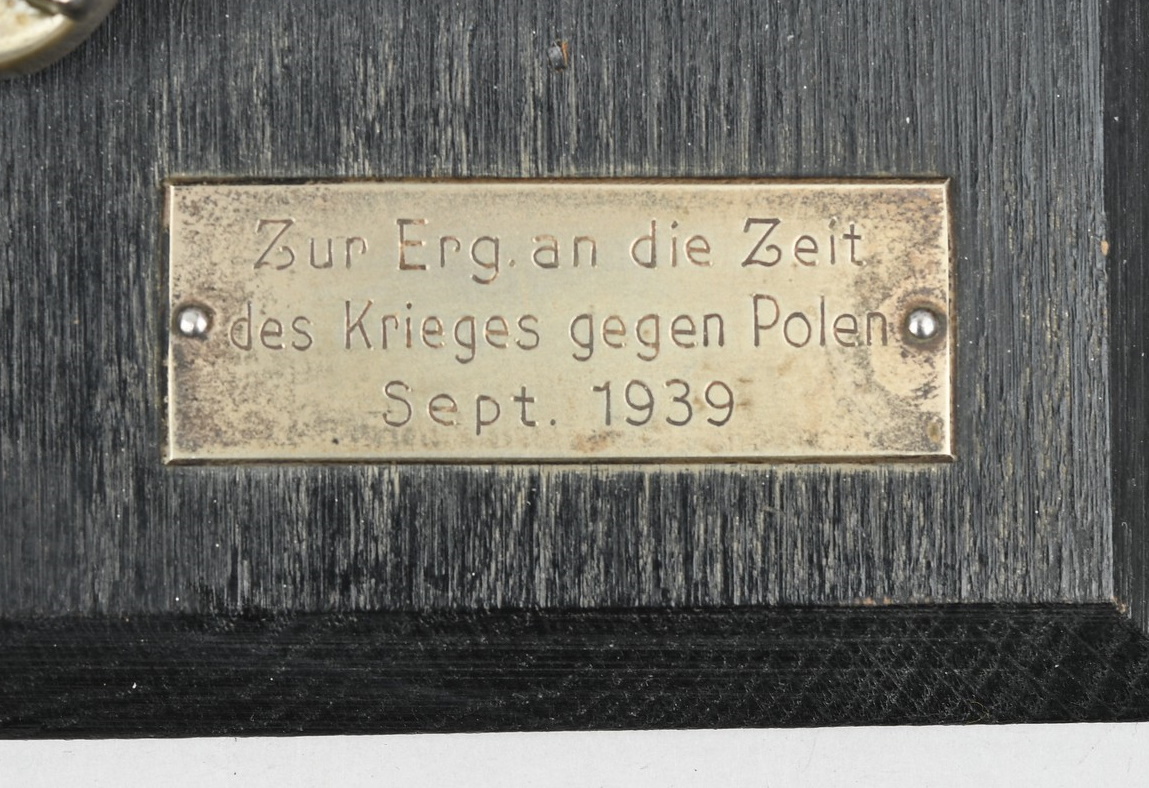 Zur Erg. an die Zeit
des Krieges gegen Polen
Sept. 1939